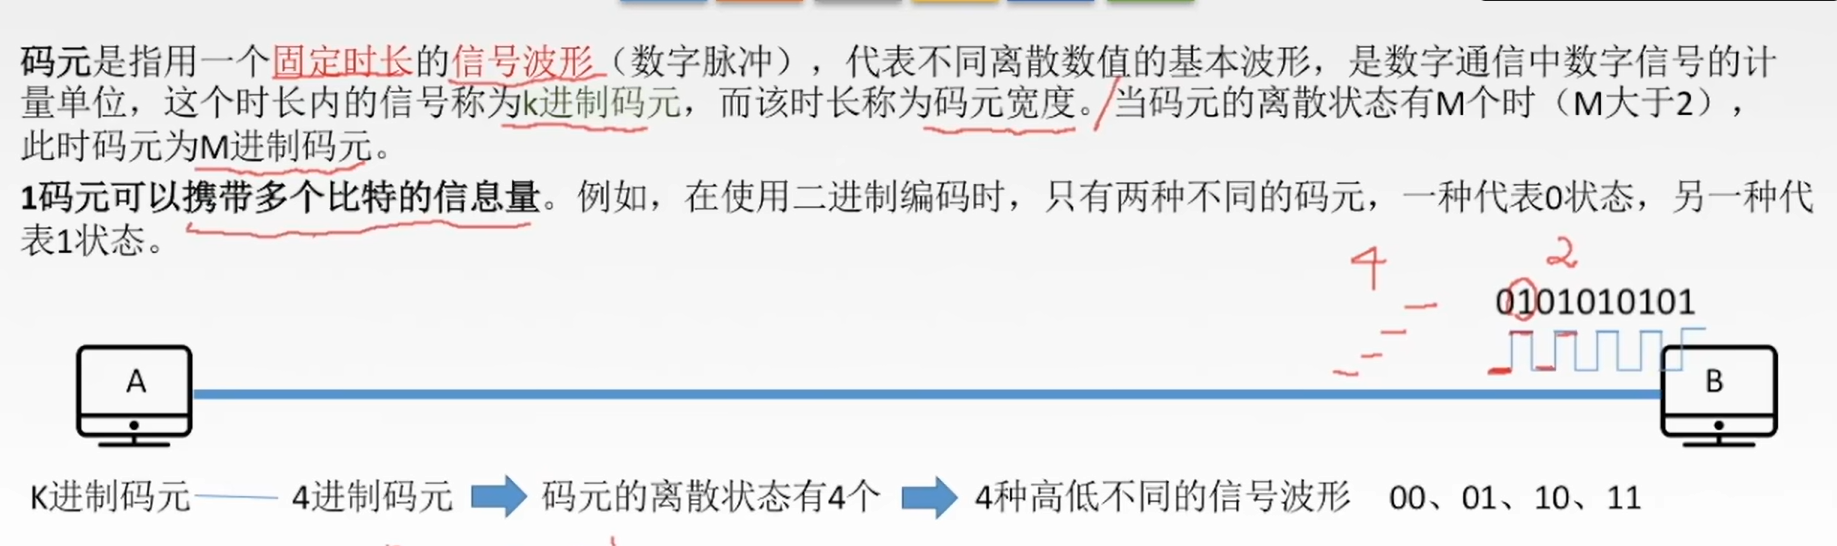 码元是指用一个固定时长的信号波形（数字脉冲），代表不同离散数值的基本波形，是数字通信中数字信号的计
量单位，这个时长内的信号称为k进制码元，而该时长称为码元宽度。当码元的离散状态有M个时（M大于2），
此时码元为M进制码元。
1码元可以携带多个比特的信息量。例如，在使用二进制编码时，只有两种不同的码元，一种代表0状态，另一种代
表1状态。
4 2
0101010101
A B
K进制码元 4进制码元 码元的离散状态有4个 4种高低不同的信号波形 00、01、10、11